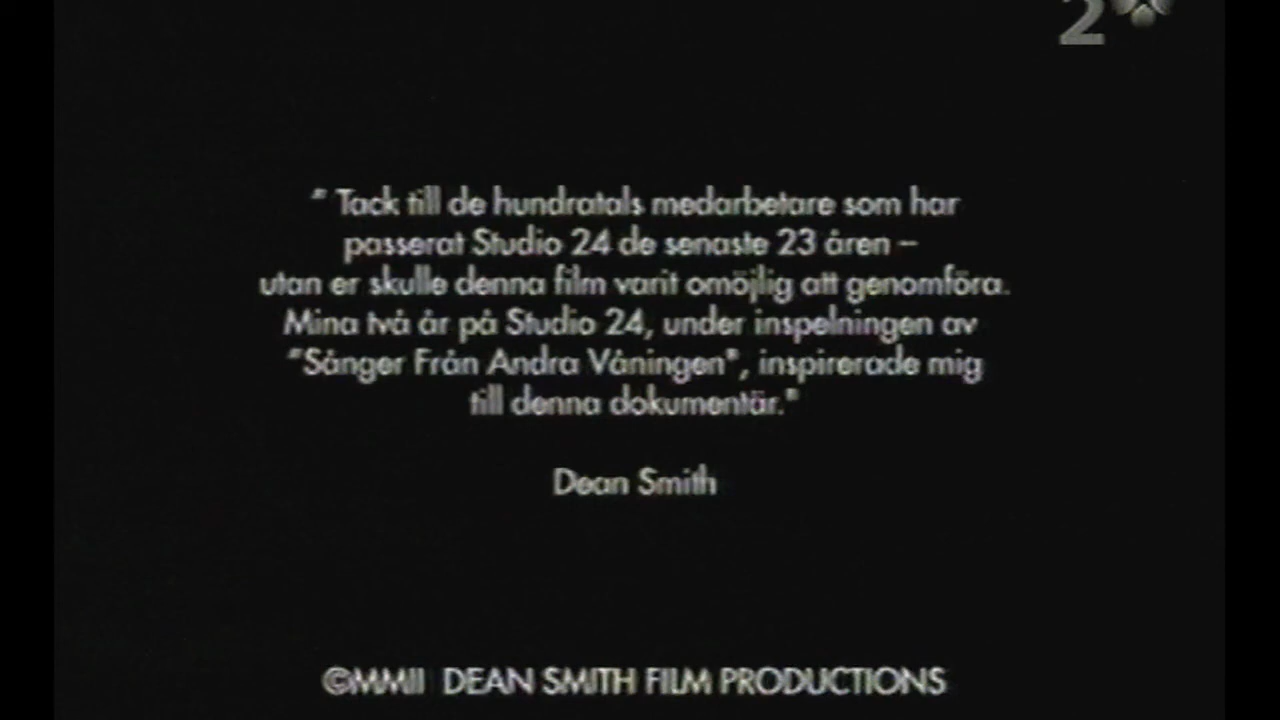 2
" Tack till de hundratals medarbetare som har
passerat Studio 24 de senaste 23 åren –
utan er skulle denna film varit omöjlig att genomföra.
Mina två år på Studio 24, under inspelningen av
"Sånger Från Andra Våningen", inspirerade mig
till denna dokumentär."
Dean Smith
©MMII DEAN SMITH FILM PRODUCTIONS